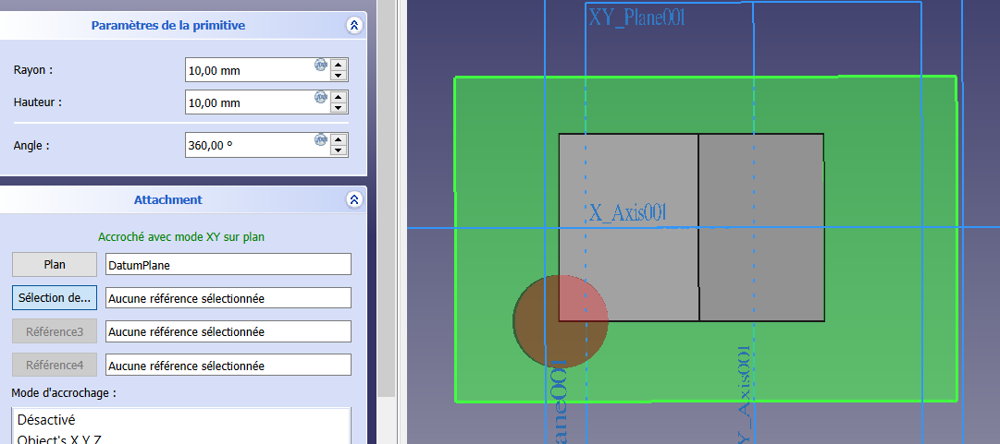 Paramètres de la primitive
Rayon :
10,00 mm
Hauteur :
10,00 mm
Angle :
360,00 °
Attachment
Accroché avec mode XY sur plan
Plan
DatumPlane
Sélection de...
Aucune référence sélectionnée
Référence3
Aucune référence sélectionnée
Référence4
Aucune référence sélectionnée
Mode d'accrochage :
Désactivé
Object's X Y Z
XY_Plane001
X_Axis001
ane001
Y_Axis001